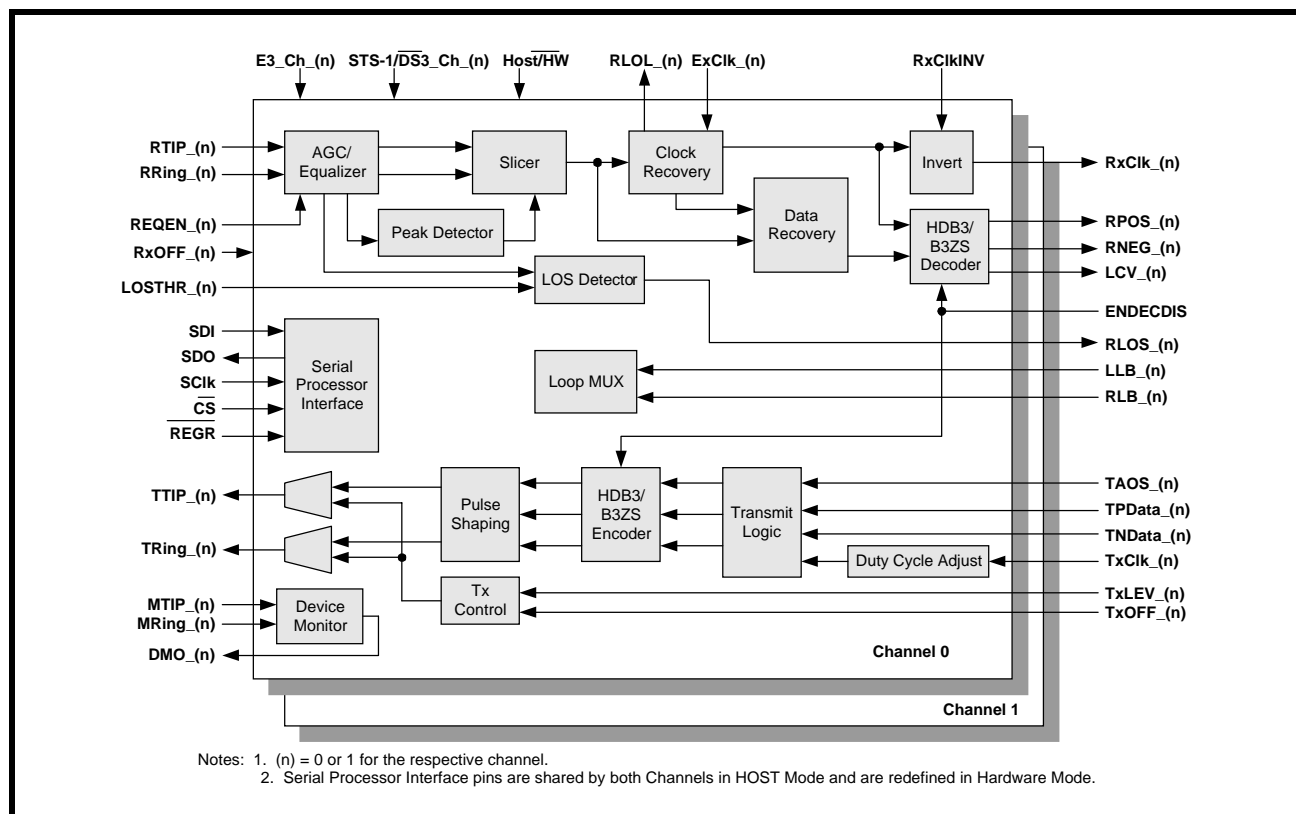 E3_Ch_(n)
STS-1/DS3_Ch_(n)
Host/HW
RLOL_(n)
ExClk_(n)
RxClkINV
RTIP_(n)
RRing_(n)
REQEN_(n)
RxOFF_(n)
LOSTHR_(n)
AGC/
Equalizer
Slicer
Peak Detector
LOS Detector
Clock
Recovery
Data
Recovery
Invert
HDB3/
B3ZS
Decoder
RxClk_(n)
RPOS_(n)
RNEG_(n)
LCV_(n)
ENDECDIS
RLOS_(n)
LLB_(n)
RLB_(n)
SDI
SDO
SClk
CS
REGR
Serial
Processor
Interface
Loop MUX
TTIP_(n)
TRing_(n)
MTIP_(n)
MRing_(n)
DMO_(n)
Pulse
Shaping
HDB3/
B3ZS
Encoder
Transmit
Logic
Duty Cycle Adjust
Tx
Control
Device
Monitor
TAOS_(n)
TPData_(n)
TNData_(n)
TxClk_(n)
TxLEV_(n)
TxOFF_(n)
Channel 0
Channel 1
Notes: 1. (n) = 0 or 1 for the respective channel.
2. Serial Processor Interface pins are shared by both Channels in HOST Mode and are redefined in Hardware Mode.